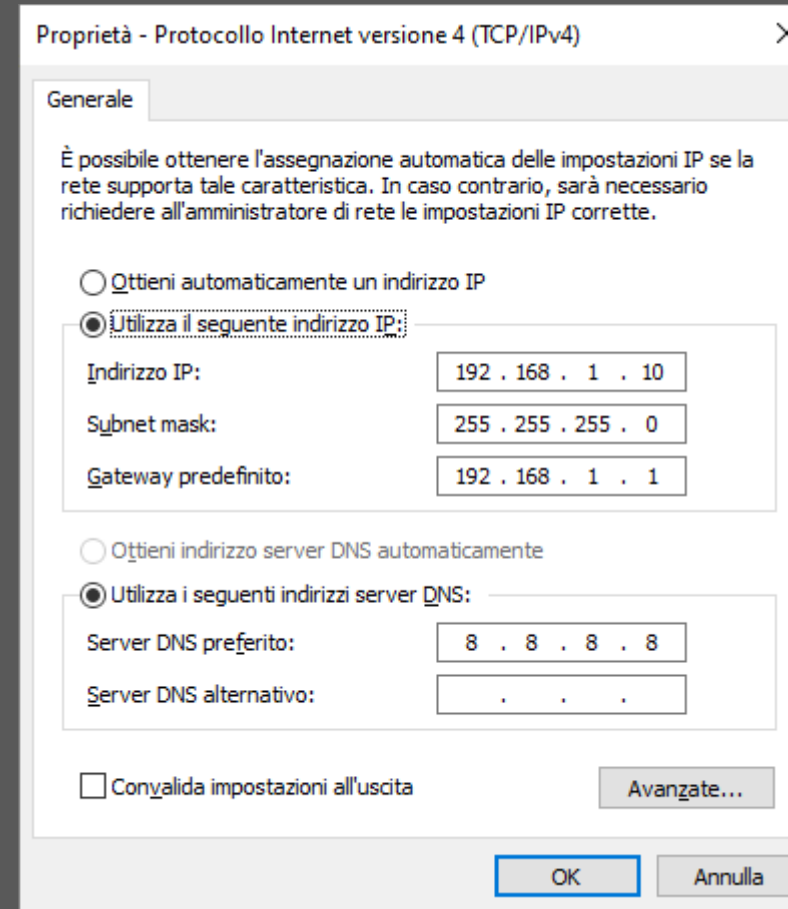 Proprietà - Protocollo Internet versione 4 (TCP/IPv4)
Generale
È possibile ottenere l'assegnazione automatica delle impostazioni IP se la
rete supporta tale caratteristica. In caso contrario, sarà necessario
richiedere all'amministratore di rete le impostazioni IP corrette.
Ottieni automaticamente un indirizzo IP
Utilizza il seguente indirizzo IP:
Indirizzo IP: 192 . 168 . 1 . 10
Subnet mask: 255 . 255 . 255 . 0
Gateway predefinito: 192 . 168 . 1 . 1
Ottieni indirizzo server DNS automaticamente
Utilizza i seguenti indirizzi server DNS:
Server DNS preferito: 8 . 8 . 8 . 8
Server DNS alternativo: . . .
Convalida impostazioni all'uscita Avanzate...
OK Annulla